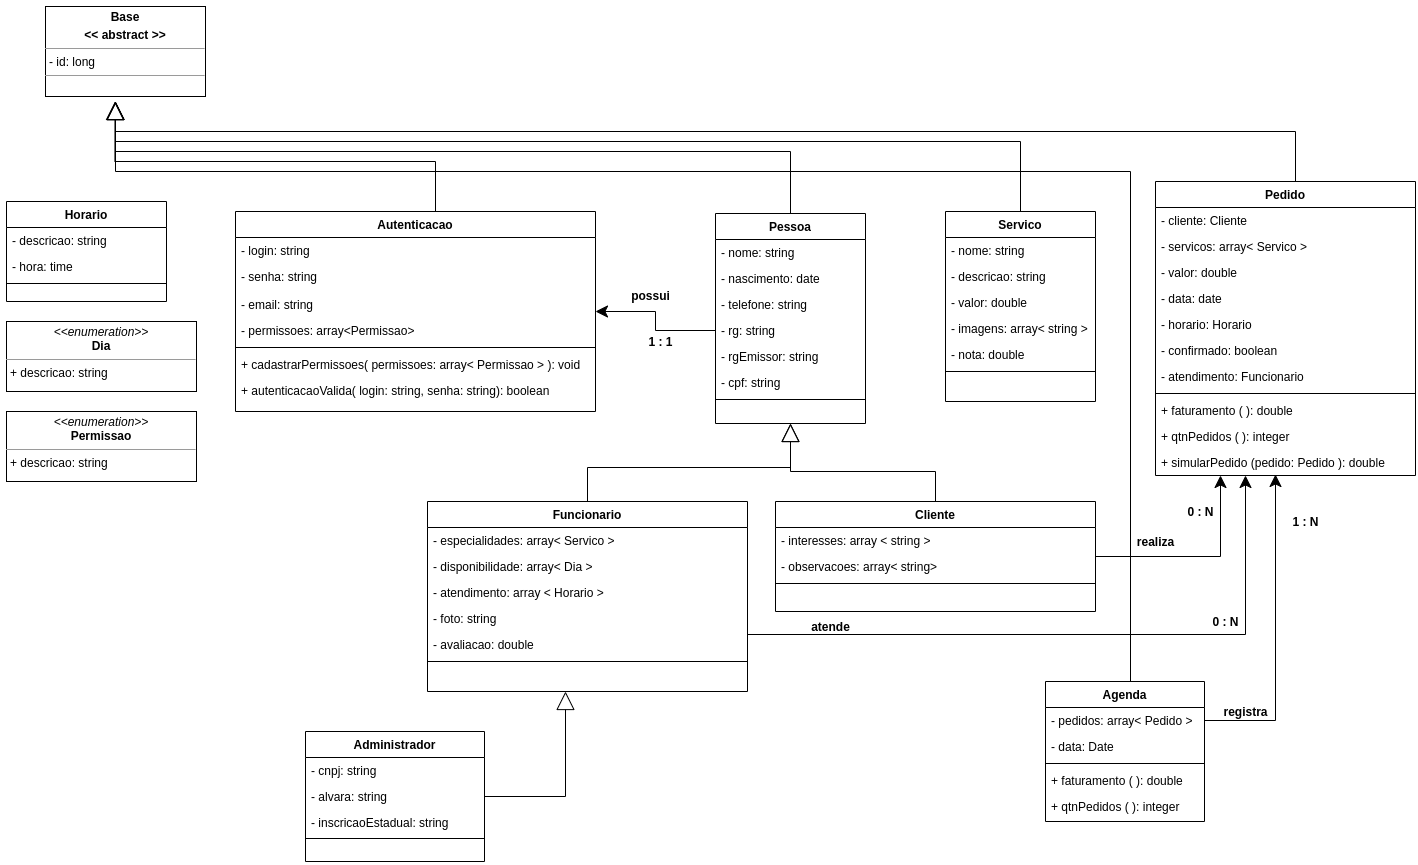 Base
<< abstract >>
- id: long
Horario
- descricao: string
- hora: time
<<enumeration>>
Dia
+ descricao: string
<<enumeration>>
Permissao
+ descricao: string
Autenticacao
- login: string
- senha: string
- email: string
- permissoes: array<Permissao>
+ cadastrarPermissoes( permissoes: array< Permissao > ): void
+ autenticacaoValida( login: string, senha: string): boolean
possui
1 : 1
Pessoa
- nome: string
- nascimento: date
- telefone: string
- rg: string
- rgEmissor: string
- cpf: string
Servico
- nome: string
- descricao: string
- valor: double
- imagens: array< string >
- nota: double
Pedido
- cliente: Cliente
- servicos: array< Servico >
- valor: double
- data: date
- horario: Horario
- confirmado: boolean
- atendimento: Funcionario
+ faturamento ( ): double
+ qtnPedidos ( ): integer
+ simularPedido (pedido: Pedido ): double
Funcionario
- especialidades: array< Servico >
- disponibilidade: array< Dia >
- atendimento: array < Horario >
- foto: string
- avaliacao: double
Cliente
- interesses: array < string >
- observacoes: array< string>
0 : N
realiza
1 : N
atende
0 : N
Administrador
- cnpj: string
- alvara: string
- inscricaoEstadual: string
Agenda
- pedidos: array< Pedido >
- data: Date
+ faturamento ( ): double
+ qtnPedidos ( ): integer
registra